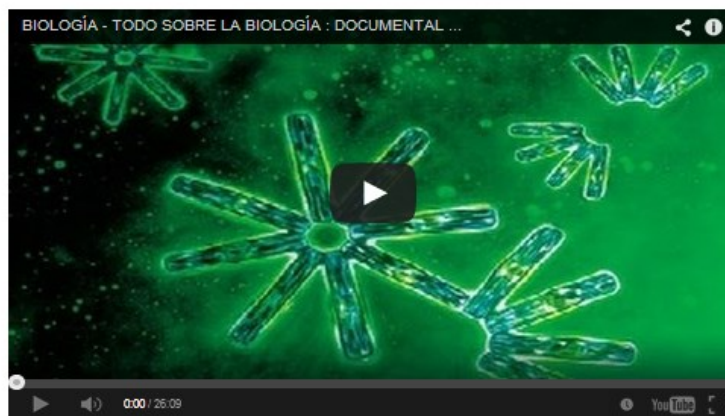 BIOLOGÍA - TODO SOBRE LA BIOLOGÍA : DOCUMENTAL ...
0:00 / 26:09
YouTube